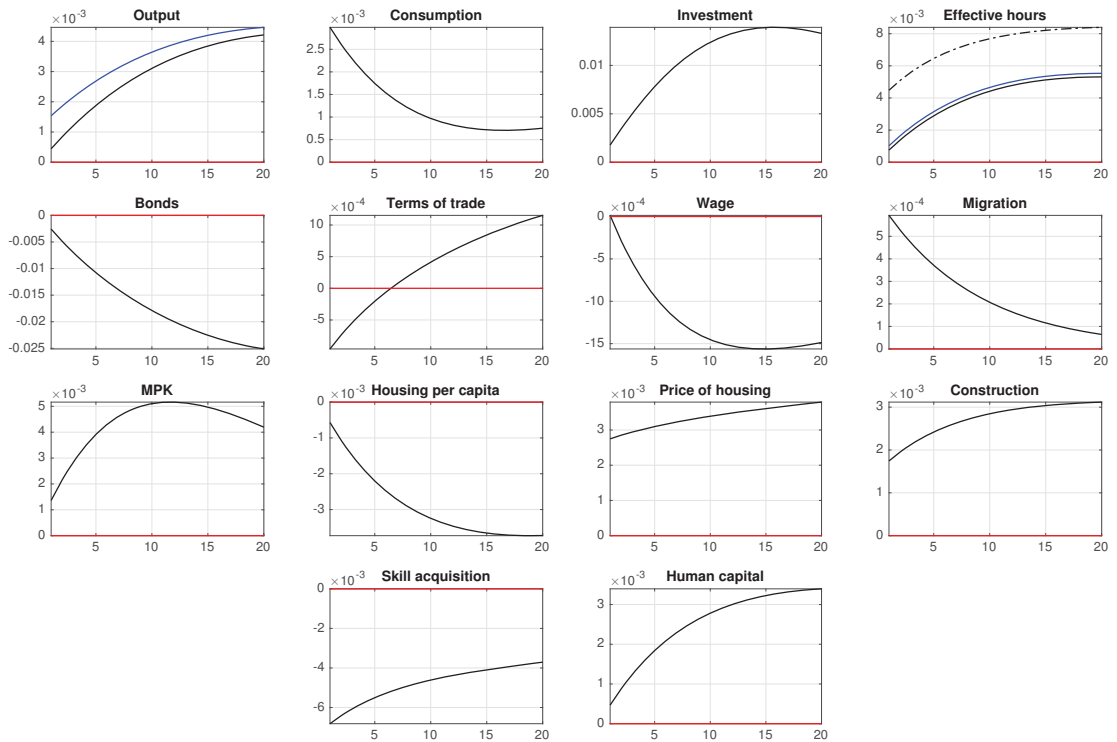 Output
×10⁻³
4
3
2
1
0
5 10 15 20
Consumption
×10⁻³
2.5
2
1.5
1
0.5
0
5 10 15 20
Investment
0.01
0.005
0
5 10 15 20
Effective hours
×10⁻³
8
6
4
2
0
5 10 15 20
Bonds
0
-0.005
-0.01
-0.015
-0.02
-0.025
5 10 15 20
Terms of trade
×10⁻⁴
10
5
0
-5
5 10 15 20
Wage
×10⁻⁴
0
-5
-10
-15
5 10 15 20
Migration
×10⁻⁴
5
4
3
2
1
0
5 10 15 20
MPK
×10⁻³
5
4
3
2
1
0
5 10 15 20
Housing per capita
×10⁻³
0
-1
-2
-3
5 10 15 20
Price of housing
×10⁻³
3
2
1
0
5 10 15 20
Construction
×10⁻³
3
2
1
0
5 10 15 20
Skill acquisition
×10⁻³
0
-2
-4
-6
5 10 15 20
Human capital
×10⁻³
3
2
1
0
5 10 15 20